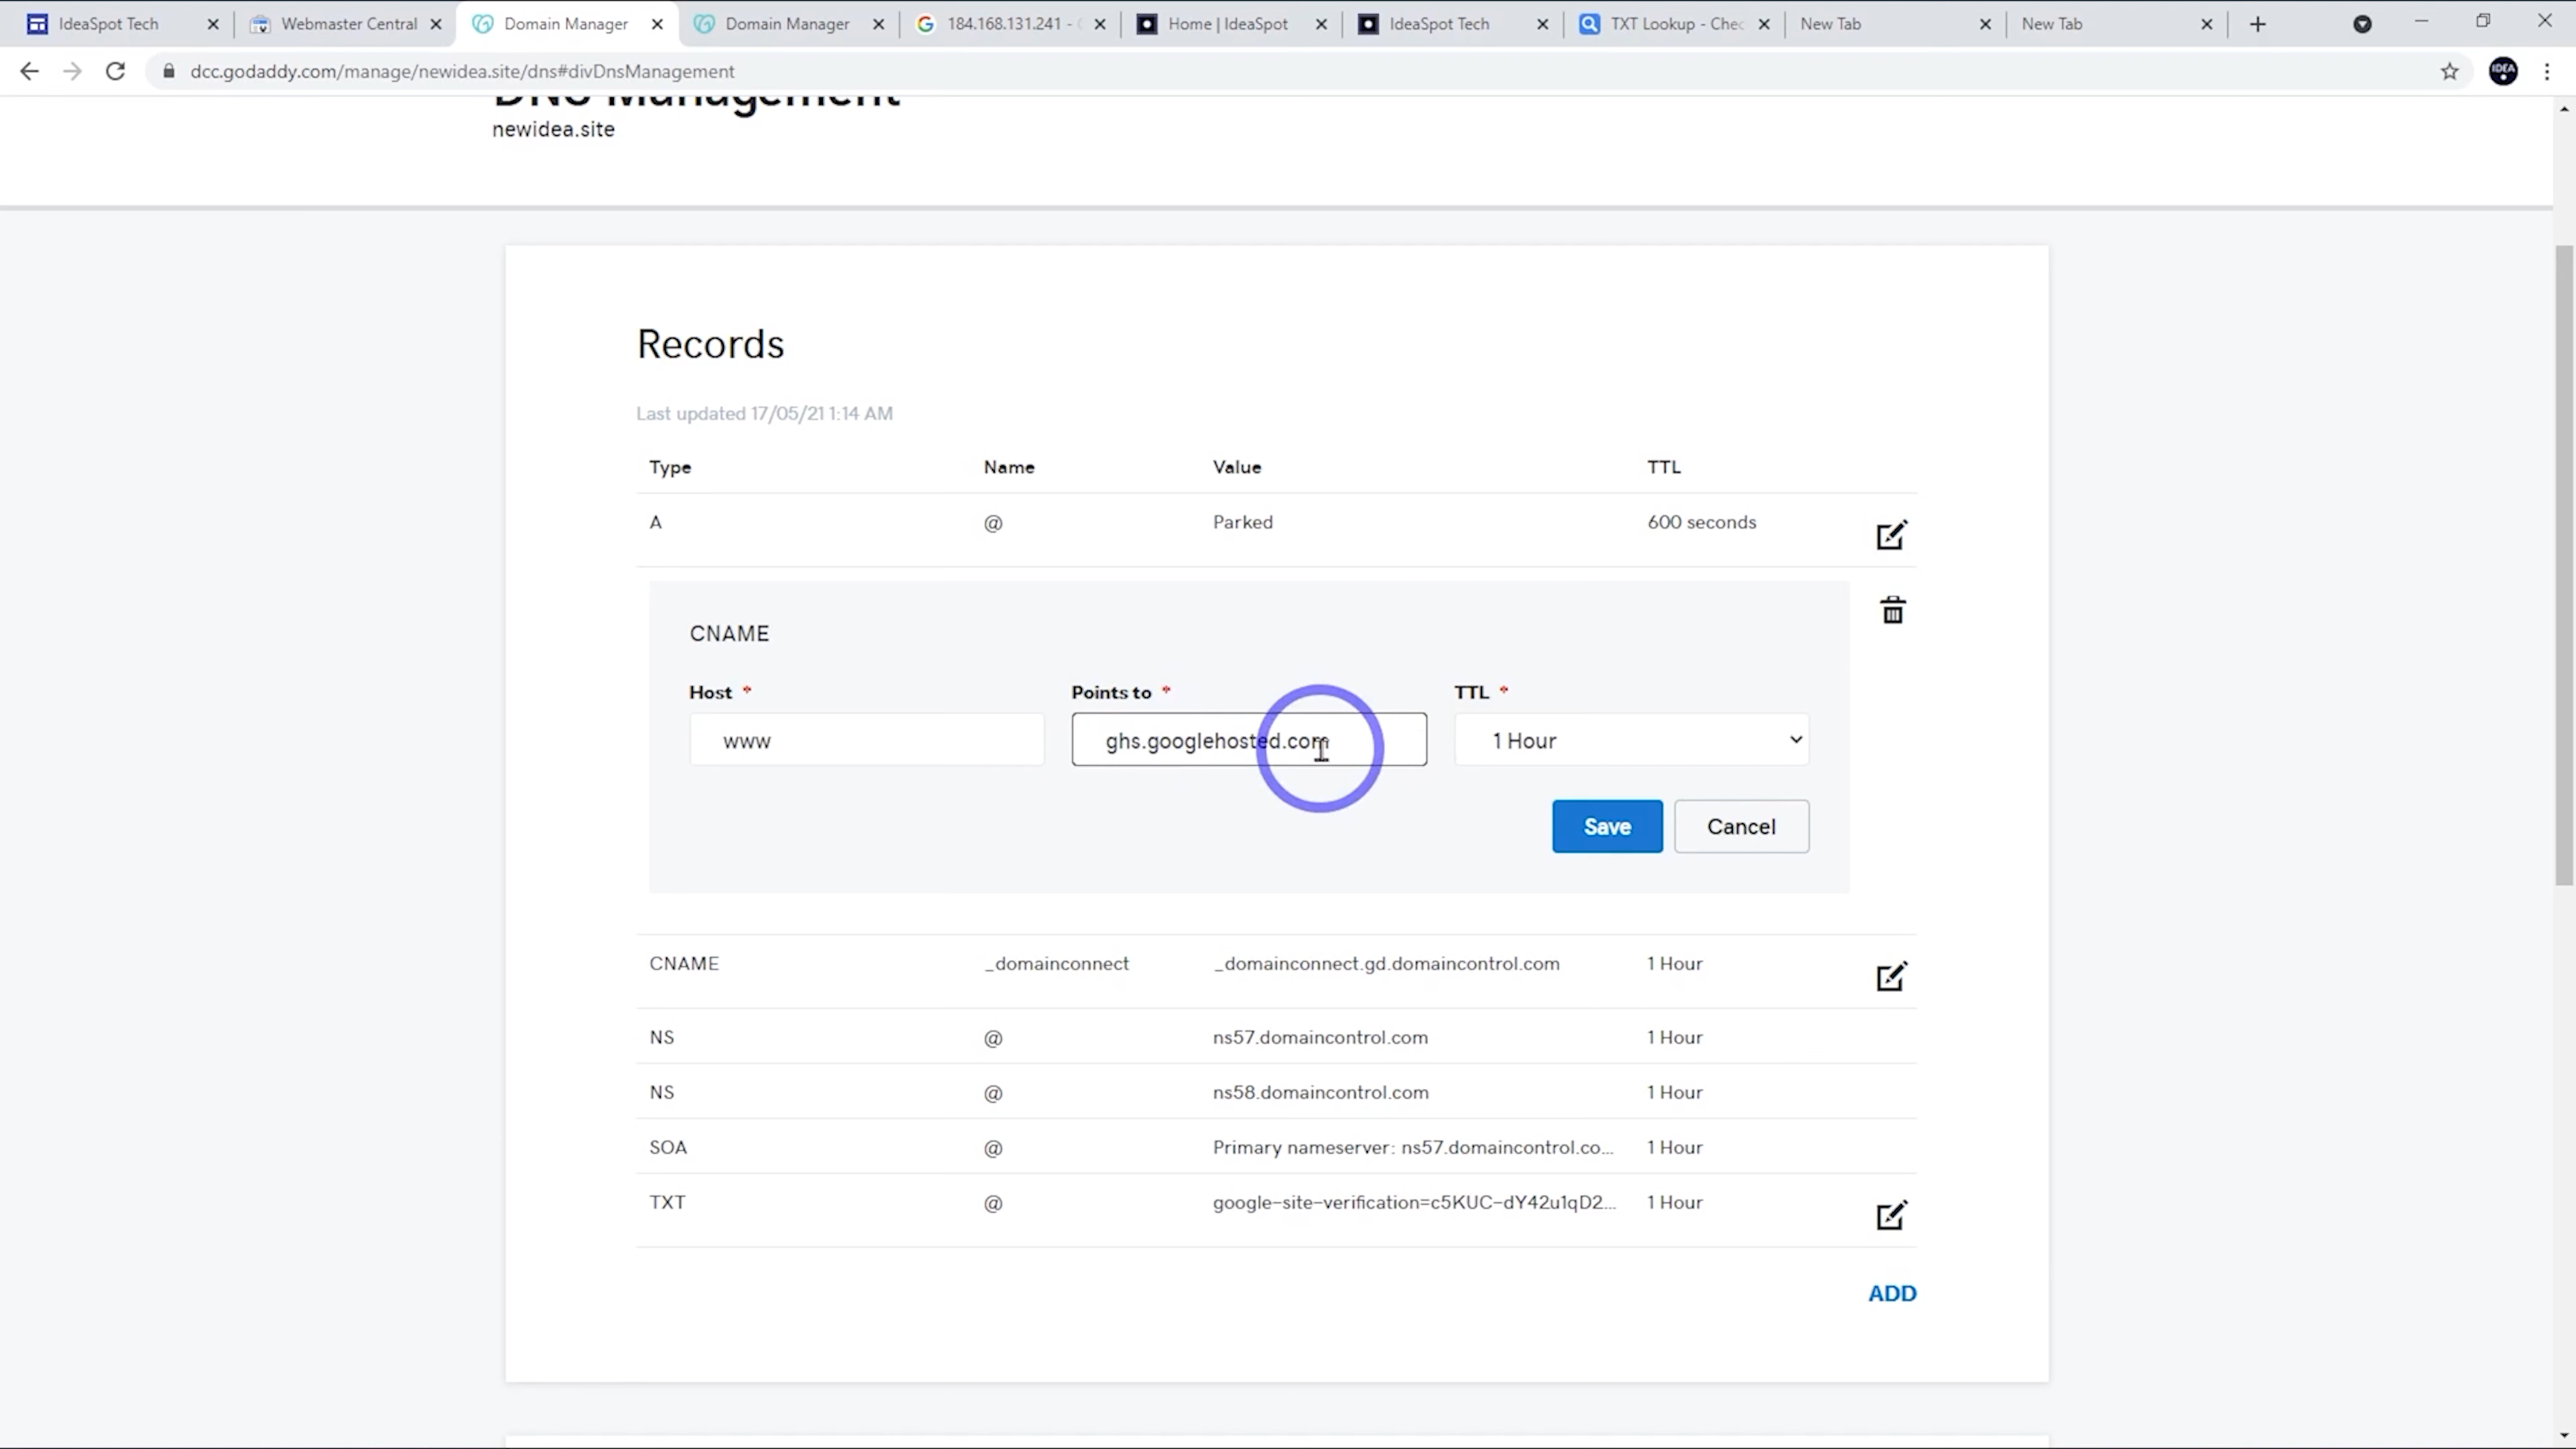 IdeaSpot Tech
Webmaster Central
Domain Manager
Domain Manager
184.168.131.241 -
Home | IdeaSpot
IdeaSpot Tech
TXT Lookup - Chec
New Tab
New Tab
dcc.godaddy.com/manage/newidea.site/dns#divDnsManagement
IDEA
DNS Management
newidea.site
Records
Last updated 17/05/21 1:14 AM
Type Name Value TTL
A @ Parked 600 seconds
CNAME
Host * Points to * TTL *
www ghs.googlehosted.com 1 Hour
Save Cancel
CNAME _domainconnect _domainconnect.gd.domaincontrol.com 1 Hour
NS @ ns57.domaincontrol.com 1 Hour
NS @ ns58.domaincontrol.com 1 Hour
SOA @ Primary nameserver: ns57.domaincontrol.co... 1 Hour
TXT @ google-site-verification=c5KUC-dY42u1qD2... 1 Hour
ADD